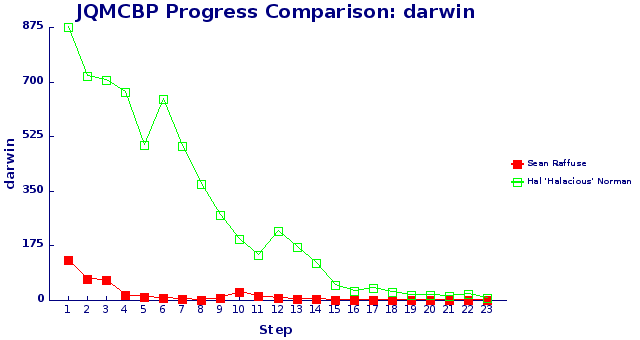 JQMCBP Progress Comparison: darwin
875
700
525
350
175
0
darwin
1 2 3 4 5 6 7 8 9 10 11 12 13 14 15 16 17 18 19 20 21 22 23
Step
Sean Raffuse
Hal 'Halacious' Norman